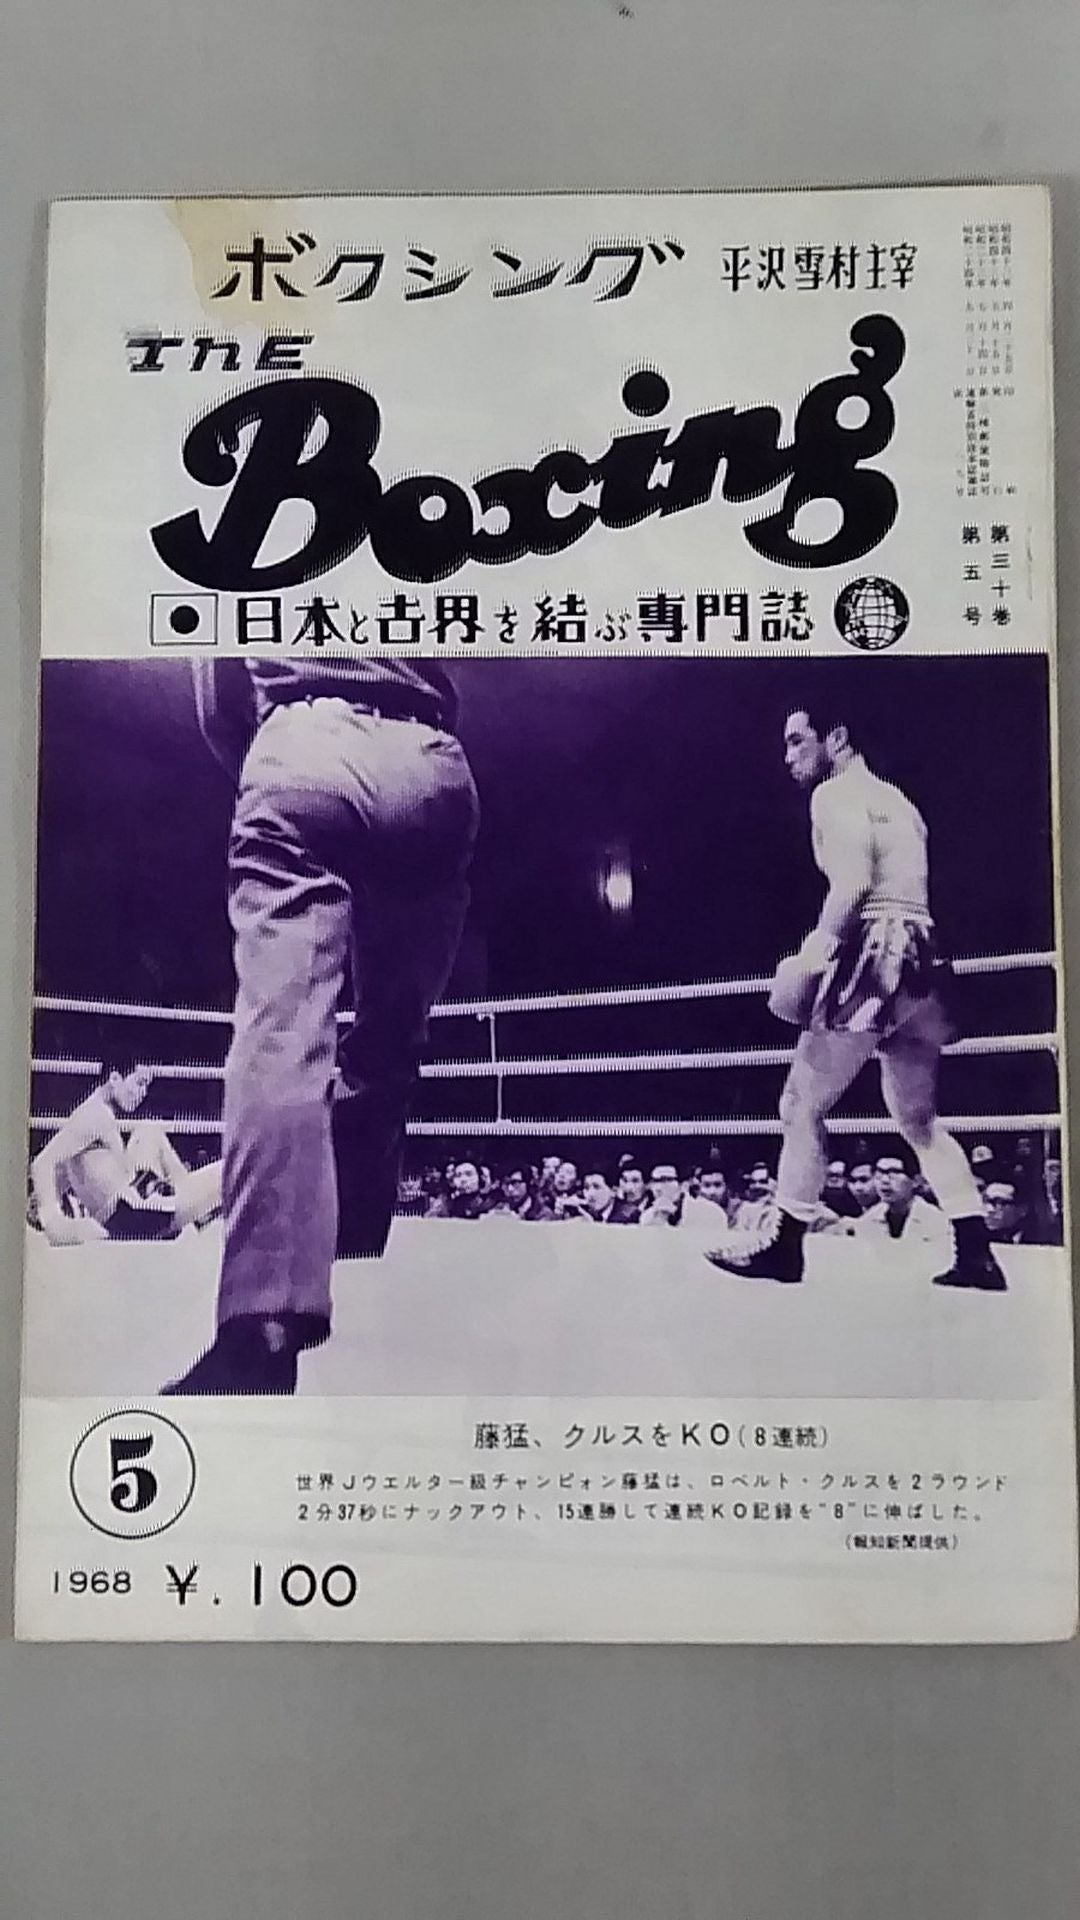 ボクシング 平沢雪村主宰
THE
Boxing
日本と世界を結ぶ専門誌
第三十巻
第五号
5
藤猛、クルスをKO(8連続)
世界Jウエルター級チャンピォン藤猛は、ロベルト・クルスを2ラウンド
2分37秒にナックアウト、15連勝して連続KO記録を"8"に伸ばした。
(報知新聞提供)
1968 ¥.100